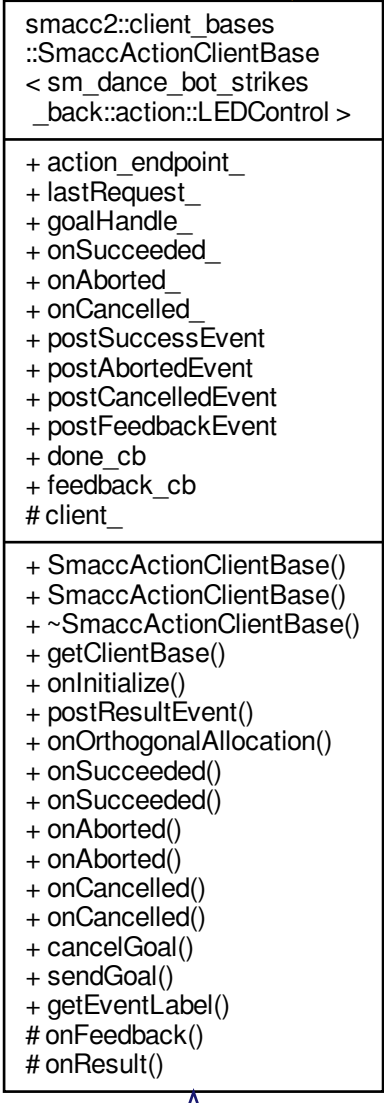 smacc2::client_bases
::SmaccActionClientBase
< sm_dance_bot_strikes
_back::action::LEDControl >
+ action_endpoint_
+ lastRequest_
+ goalHandle_
+ onSucceeded_
+ onAborted_
+ onCancelled_
+ postSuccessEvent
+ postAbortedEvent
+ postCancelledEvent
+ postFeedbackEvent
+ done_cb
+ feedback_cb
# client_
+ SmaccActionClientBase()
+ SmaccActionClientBase()
+ ~SmaccActionClientBase()
+ getClientBase()
+ onInitialize()
+ postResultEvent()
+ onOrthogonalAllocation()
+ onSucceeded()
+ onSucceeded()
+ onAborted()
+ onAborted()
+ onCancelled()
+ onCancelled()
+ cancelGoal()
+ sendGoal()
+ getEventLabel()
# onFeedback()
# onResult()